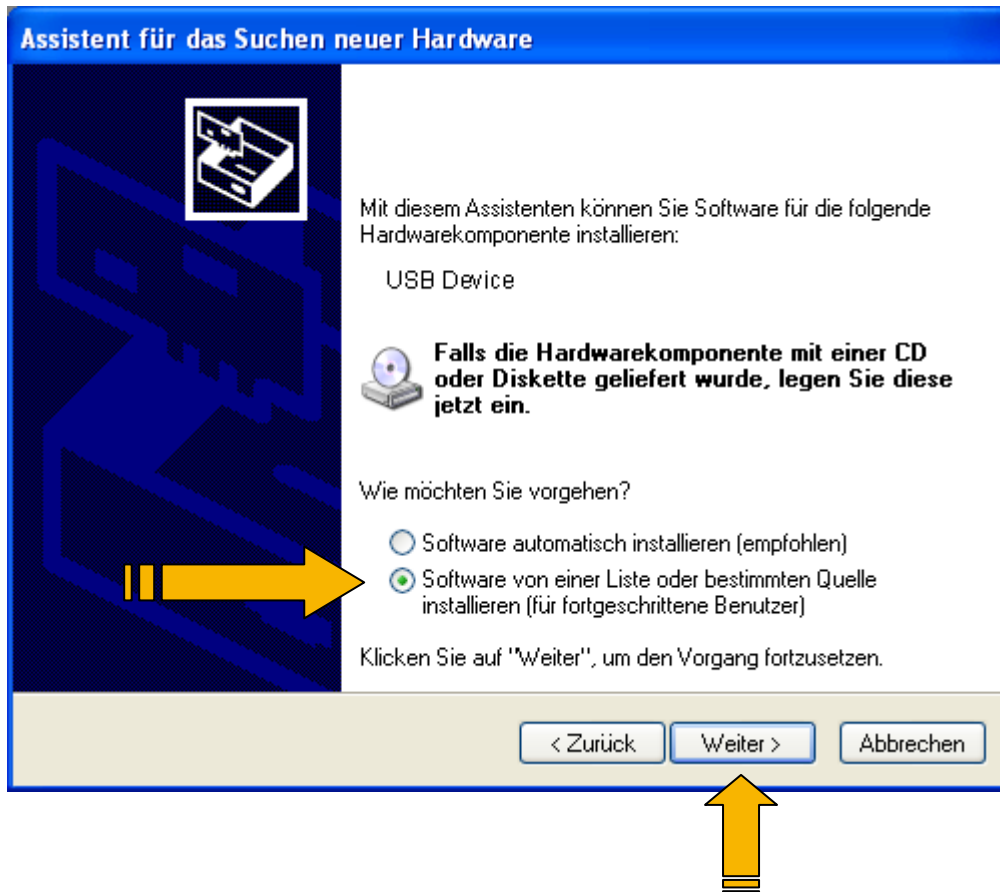 Assistent für das Suchen neuer Hardware
Mit diesem Assistenten können Sie Software für die folgende
Hardwarekomponente installieren:
USB Device
Falls die Hardwarekomponente mit einer CD
oder Diskette geliefert wurde, legen Sie diese
jetzt ein.
Wie möchten Sie vorgehen?
Software automatisch installieren (empfohlen)
Software von einer Liste oder bestimmten Quelle
installieren (für fortgeschrittene Benutzer)
Klicken Sie auf "Weiter", um den Vorgang fortzusetzen.
< Zurück Weiter > Abbrechen